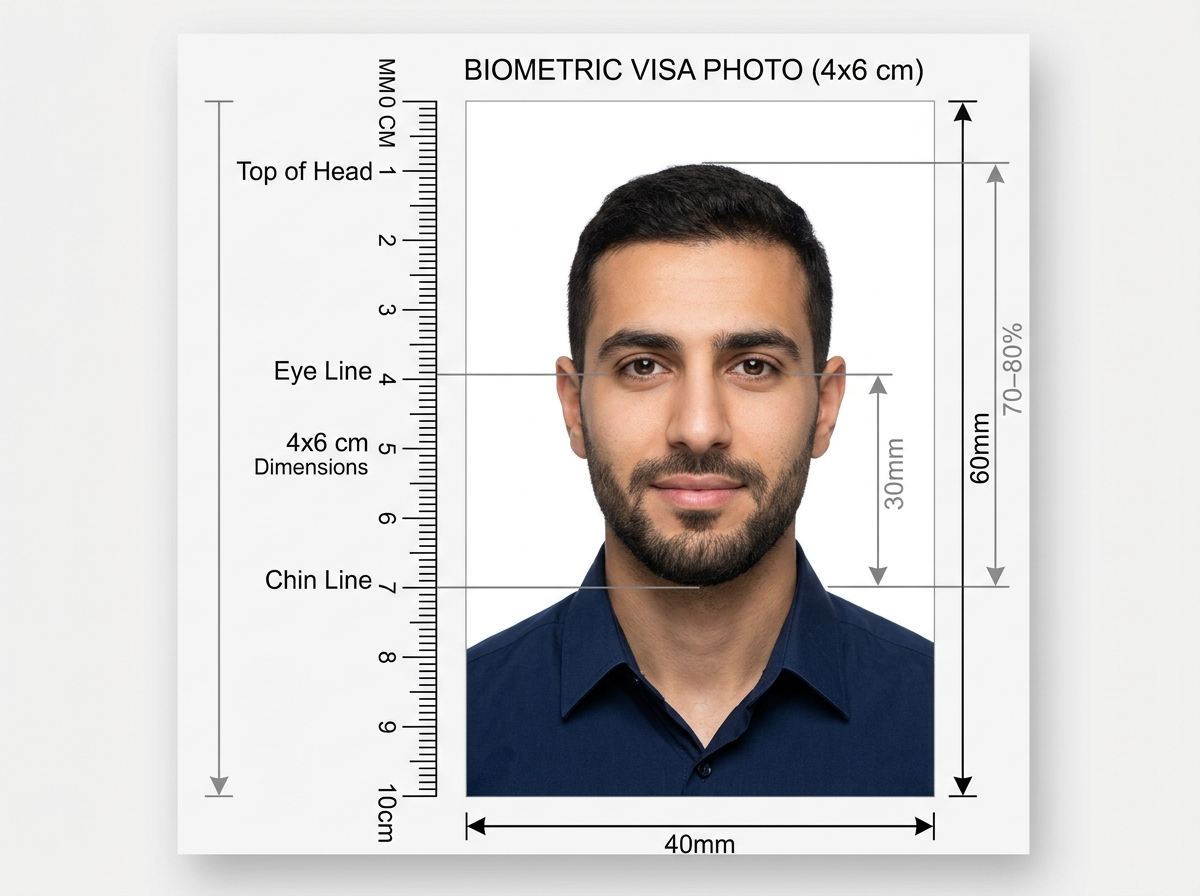 BIOMETRIC VISA PHOTO (4x6 cm)
MM0 CM
Top of Head
1
2
3
Eye Line
4
4x6 cm
Dimensions
5
6
Chin Line
7
8
9
10cm
70–80%
60mm
30mm
40mm